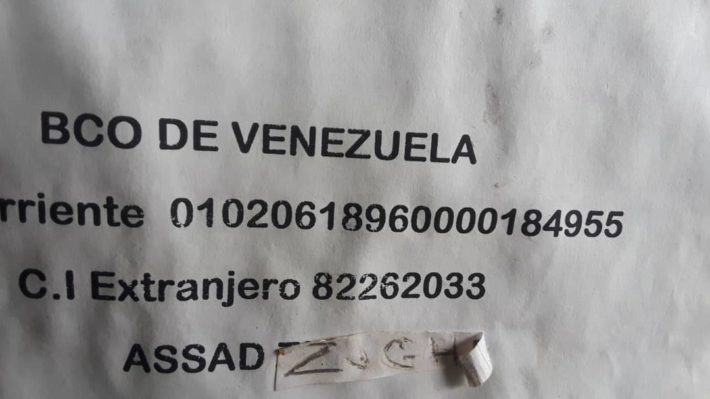 BCO DE VENEZUELA
rriente 01020618960000184955
C.I Extranjero 82262033
ASSAD